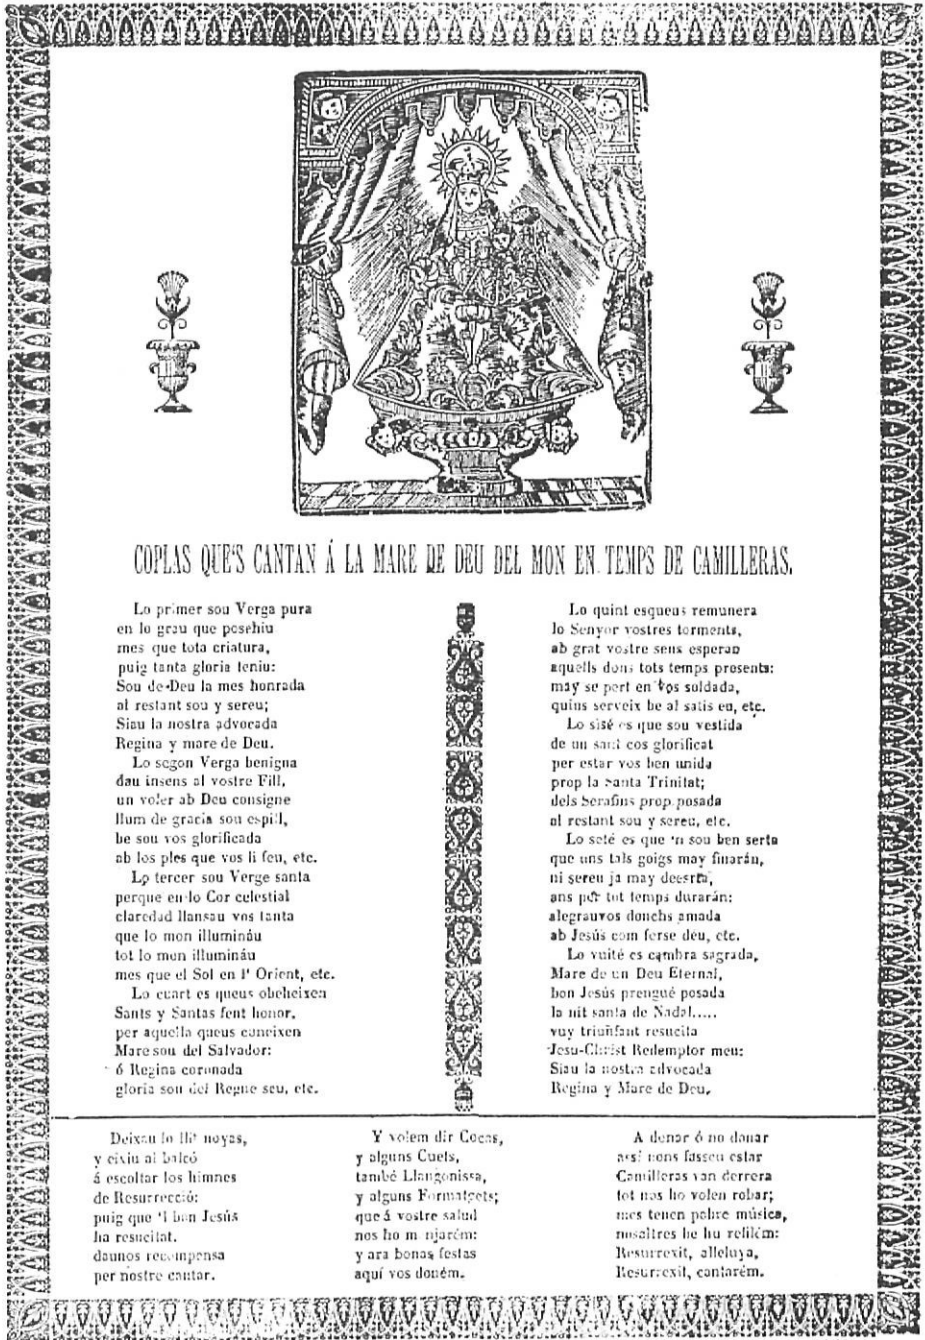 COPLAS QUE'S CANTAN Á LA MARE DE DEU DEL MON EN TEMPS DE CAMILLERAS.
Lo primer sou Verga pura
en lo grau que posehiu
mes que tota criatura,
puig tanta gloria teniu:
Sou de Deu la mes honrada
al restant sou y sereu;
Siau la nostra advocada
Regina y mare de Deu.
Lo segon Verga benigna
dau insens al vostre Fill,
un voler ab Deu consigne
llum de gracia sou espill,
be sou vos glorificada
ab los ples que vos li feu, etc.
Lo tercer sou Verge santa
perque en lo Cor celestial
claredad llansau vos tanta
que lo mon illumináu
tot lo mon illumináu
mes que el Sol en l' Orient, etc.
Lo cuart es queus obeheixen
Sants y Santas fent honor.
per aquella queus coneixen
Mare sou del Salvador:
ó Regina coronada
gloria sou del Regne seu, etc.
Lo quint esqueus remunera
lo Senyor vostres torments,
ab grat vostre sens esperan
aquells dons tots temps presents:
may se pert en vos soldada,
quius serveix be al satis eu, etc.
Lo sisé es que sou vestida
de un sant cos glorificat
per estar vos ben unida
prop la santa Trinitat;
dels Serafins prop posada
al restant sou y sereu, etc.
Lo seté es que 'n sou ben serta
que uns tals goigs may finarán,
ni sereu ja may deserta,
ans per tot temps durarán:
alegrauvos donchs amada
ab Jesús com ferse deu, etc.
Lo vuité es cambra sagrada,
Mare de un Deu Eternal,
bon Jesús prengué posada
la nit santa de Nadal.....
vuy triunfant resucita
Jesu-Christ Redemptor meu:
Siau la nostra advocada
Regina y Mare de Deu.
Deixau lo llit noyas,
y eixiu al balcó
á escoltar los himnes
de Resurrecció:
puig que 'l bon Jesús
ha resucitat.
daunos recompensa
per nostre cantar.
Y volem dir Cocas,
y alguns Cuets,
també Llangonissa,
y alguns Formatgets;
que á vostre salud
nos ho menjarém:
y ara bonas festas
aquí vos doném.
A donar ó no donar
assi nons fasseu estar
Camilleras van derrera
tot nos ho volen robar;
mes tenen pobre música,
nosaltres be hu refilém:
Resurrexit, alleluya,
Resurrexit, cantarém.